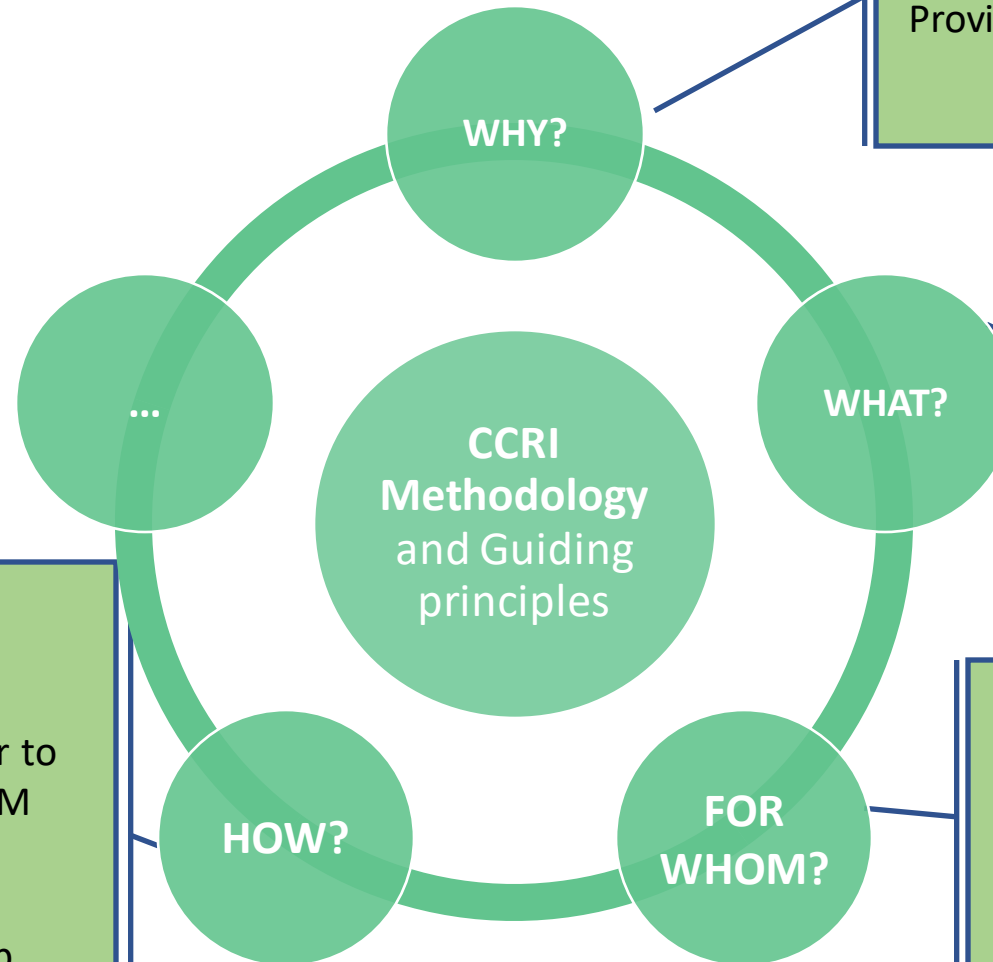 Provi
WHY?
WHAT?
...
CCRI
Methodology
and Guiding
principles
r to
M
HOW?
FOR
WHOM?